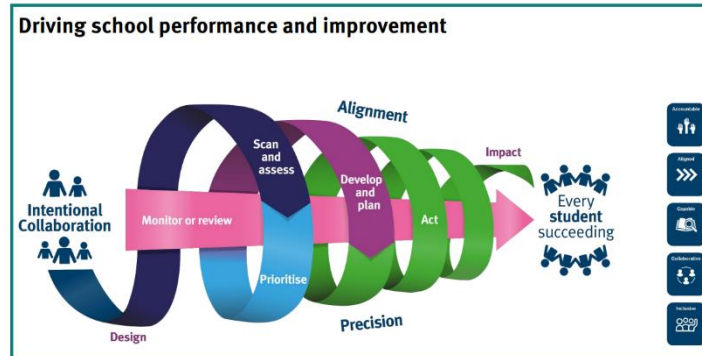 Driving school performance and improvement
Alignment
Scan
and
assess
Impact
Develop
and
plan
Intentional
Collaboration
Monitor or review
Act
Every
student
succeeding
Prioritise
Design
Precision
Accountable
Aligned
Capable
Collaborative
Inclusive